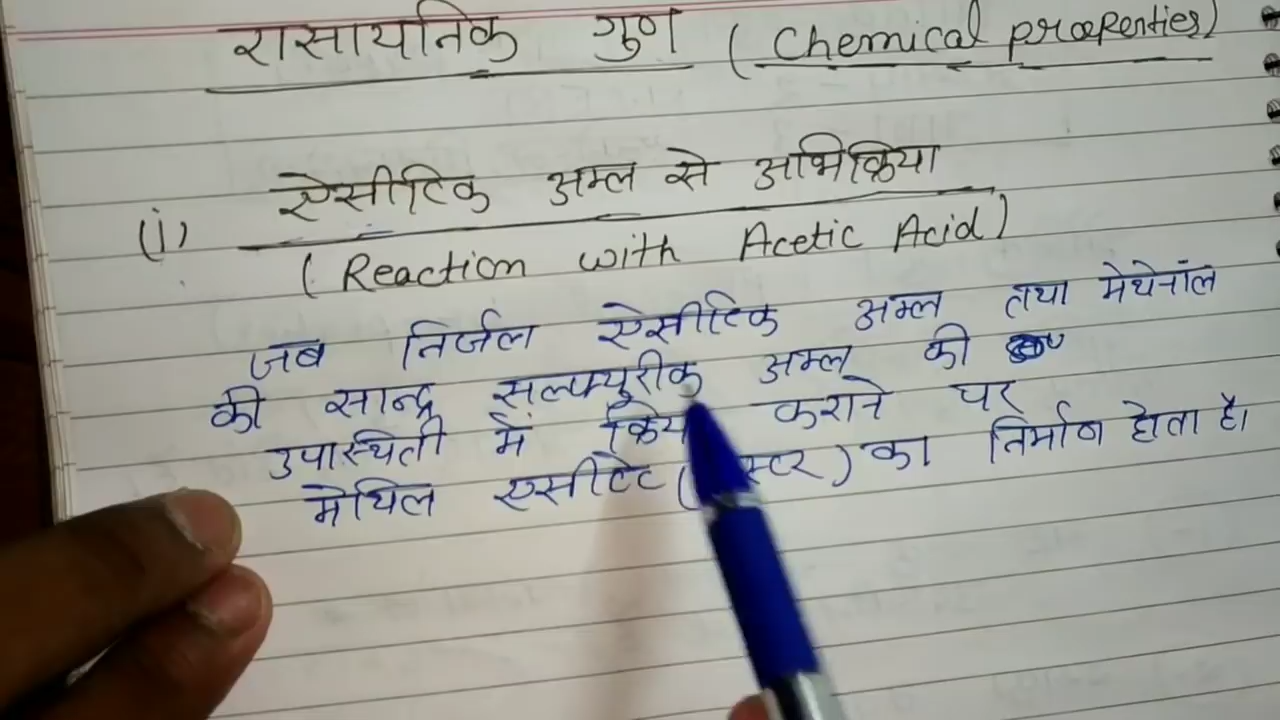 रासायनिक गुण (Chemical properties)
(i) ऐसीटिक अम्ल से अभिक्रिया
(Reaction with Acetic Acid)
जब निर्जल ऐसीटिक अम्ल तथा मेथेनॉल
की सान्द्र सल्फ्यूरीक अम्ल की
उपास्थिती में कराने पर
मेथिल एसीटेट ( का निर्माण होता है।